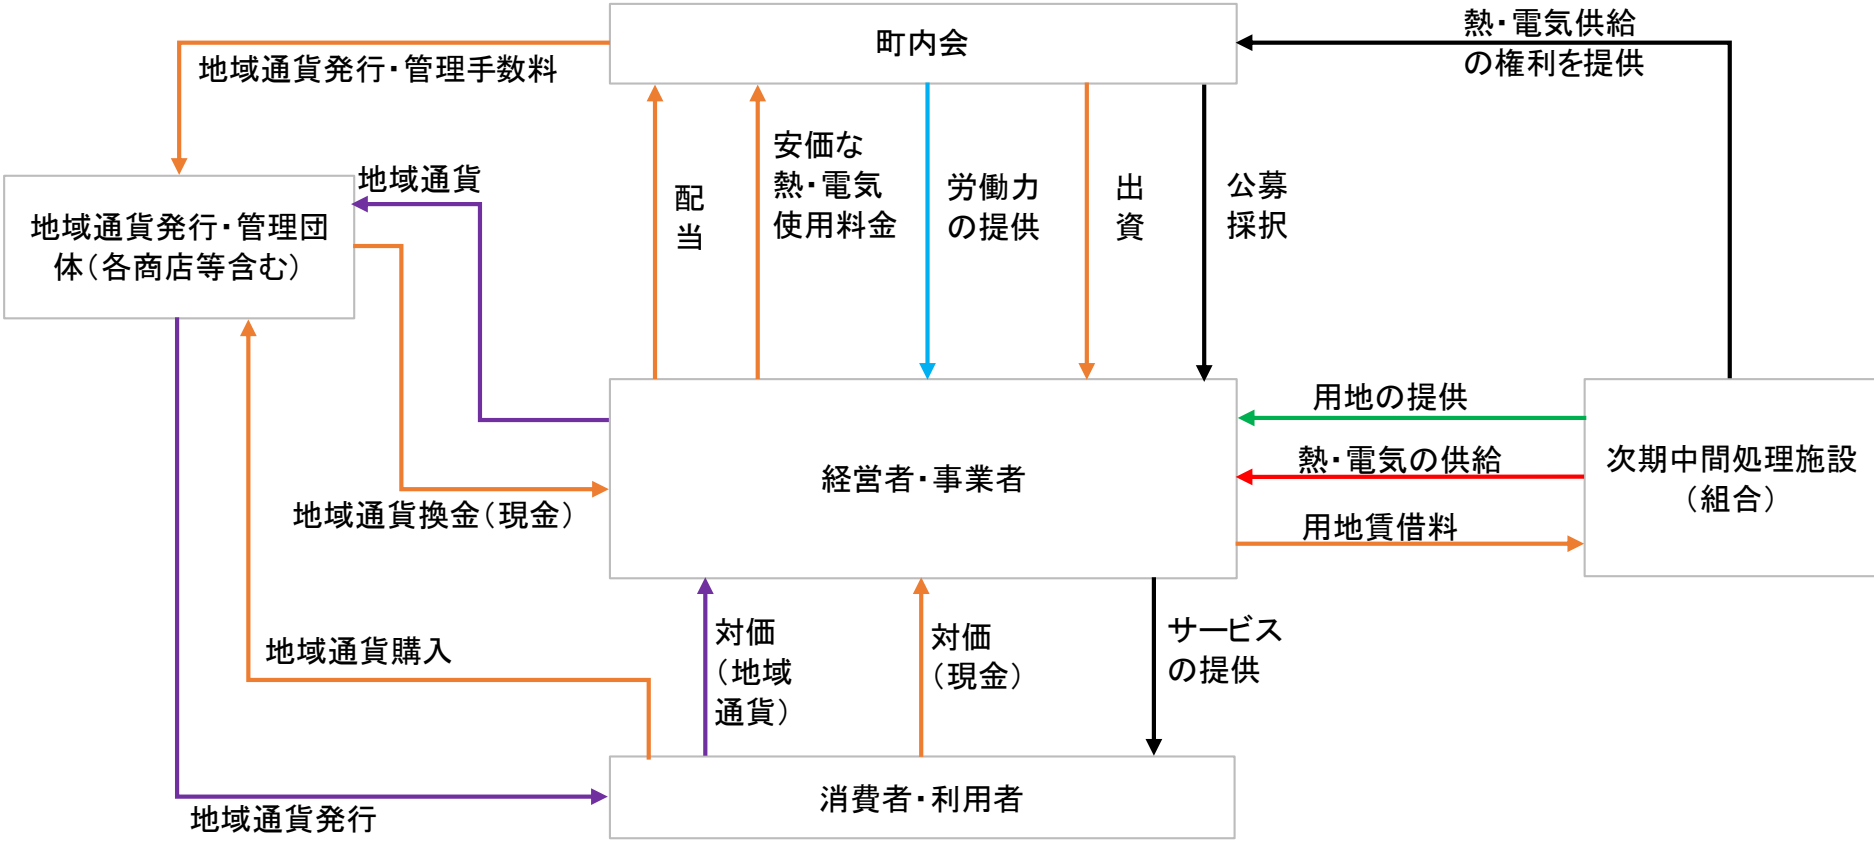 町内会
熱・電気供給
の権利を提供
地域通貨発行・管理手数料
地域通貨
地域通貨発行・管理団
体（各商店等含む）
配
当
安価な
熱・電気
使用料金
労働力
の提供
出
資
公募
採択
用地の提供
熱・電気の供給
用地賃借料
次期中間処理施設
（組合）
経営者・事業者
地域通貨換金（現金）
地域通貨購入
対価
（地域
通貨）
対価
（現金）
サービス
の提供
地域通貨発行
消費者・利用者